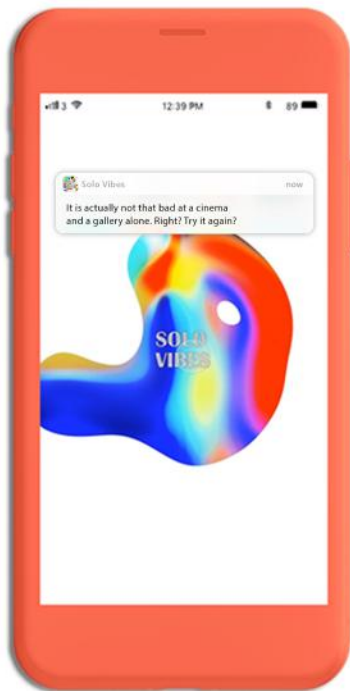 3
12:39 PM
89
Solo Vibes
now
It is actually not that bad at a cinema
and a gallery alone. Right? Try it again?
SOLO
VIBES